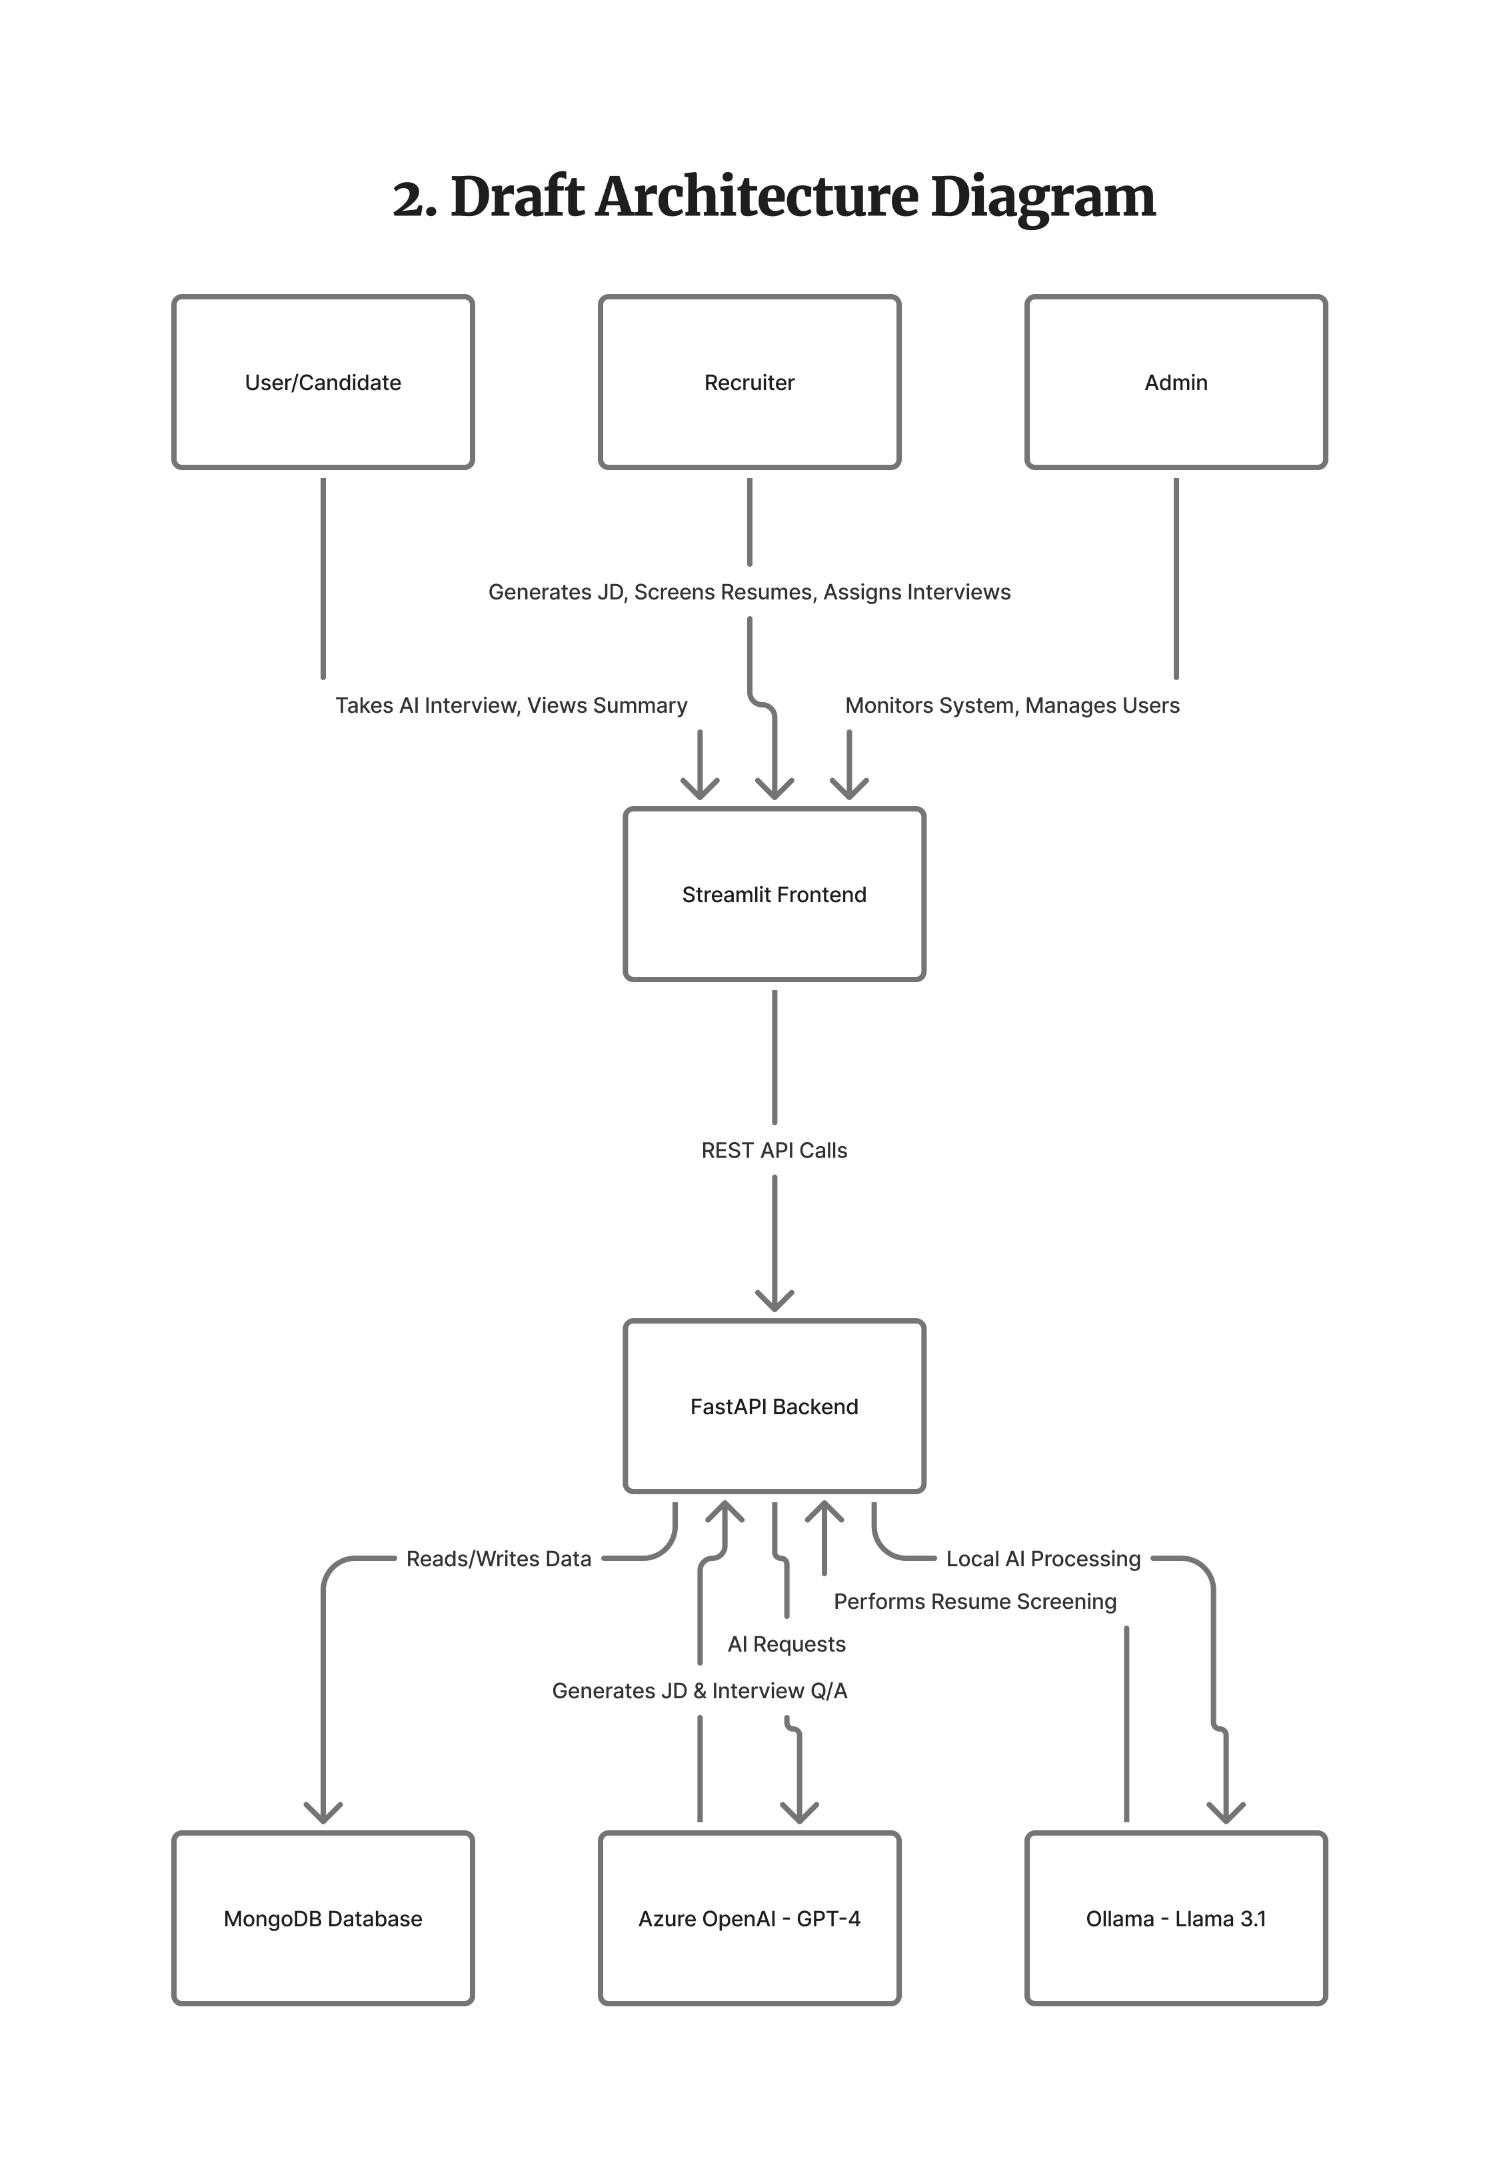 2. Draft Architecture Diagram
User/Candidate
Recruiter
Admin
Generates JD, Screens Resumes, Assigns Interviews
Takes AI Interview, Views Summary
Monitors System, Manages Users
Streamlit Frontend
REST API Calls
FastAPI Backend
Reads/Writes Data
Local AI Processing
Performs Resume Screening
AI Requests
Generates JD & Interview Q/A
MongoDB Database
Azure OpenAI - GPT-4
Ollama - Llama 3.1